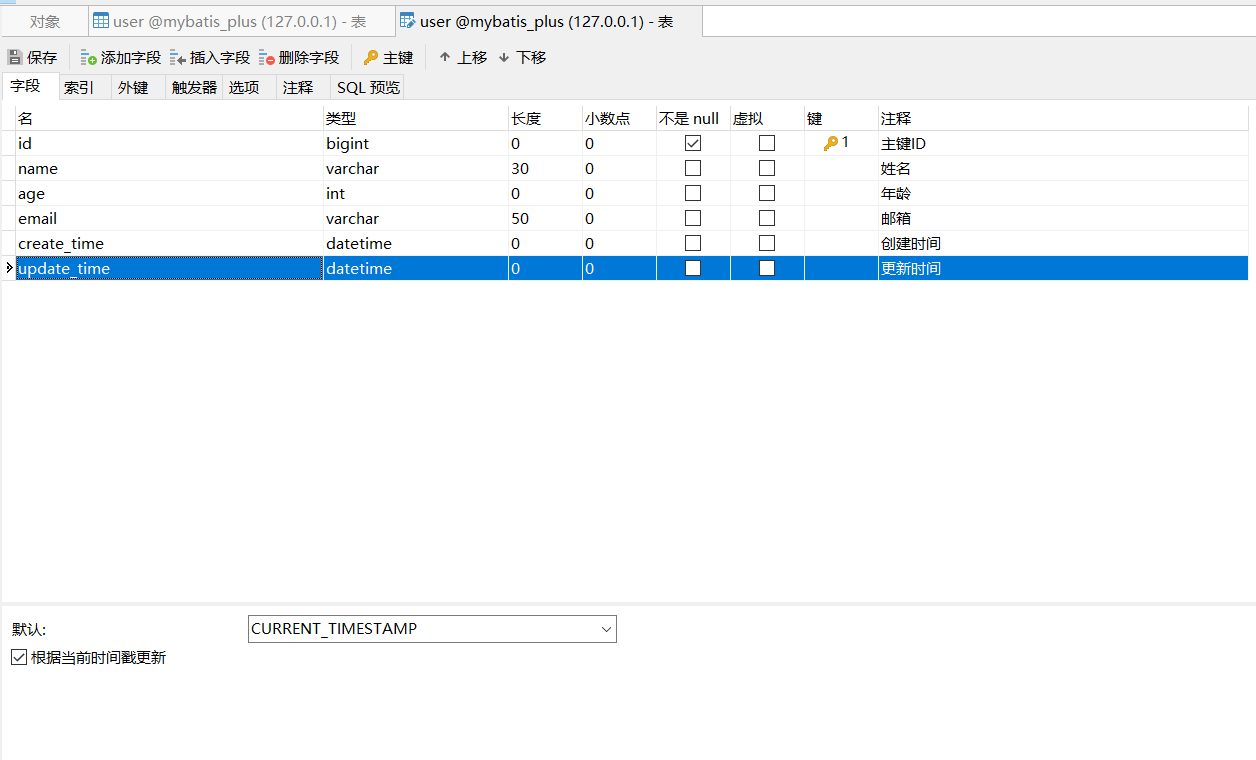 对象 user @mybatis_plus (127.0.0.1) - 表 user @mybatis_plus (127.0.0.1) - 表
保存 添加字段 插入字段 删除字段 主键 上移 下移
字段 索引 外键 触发器 选项 注释 SQL 预览
名 类型 长度 小数点 不是 null 虚拟 键 注释
id bigint 0 0 1 主键ID
name varchar 30 0 姓名
age int 0 0 年龄
email varchar 50 0 邮箱
create_time datetime 0 0 创建时间
update_time datetime 0 0 更新时间
默认: CURRENT_TIMESTAMP
根据当前时间戳更新